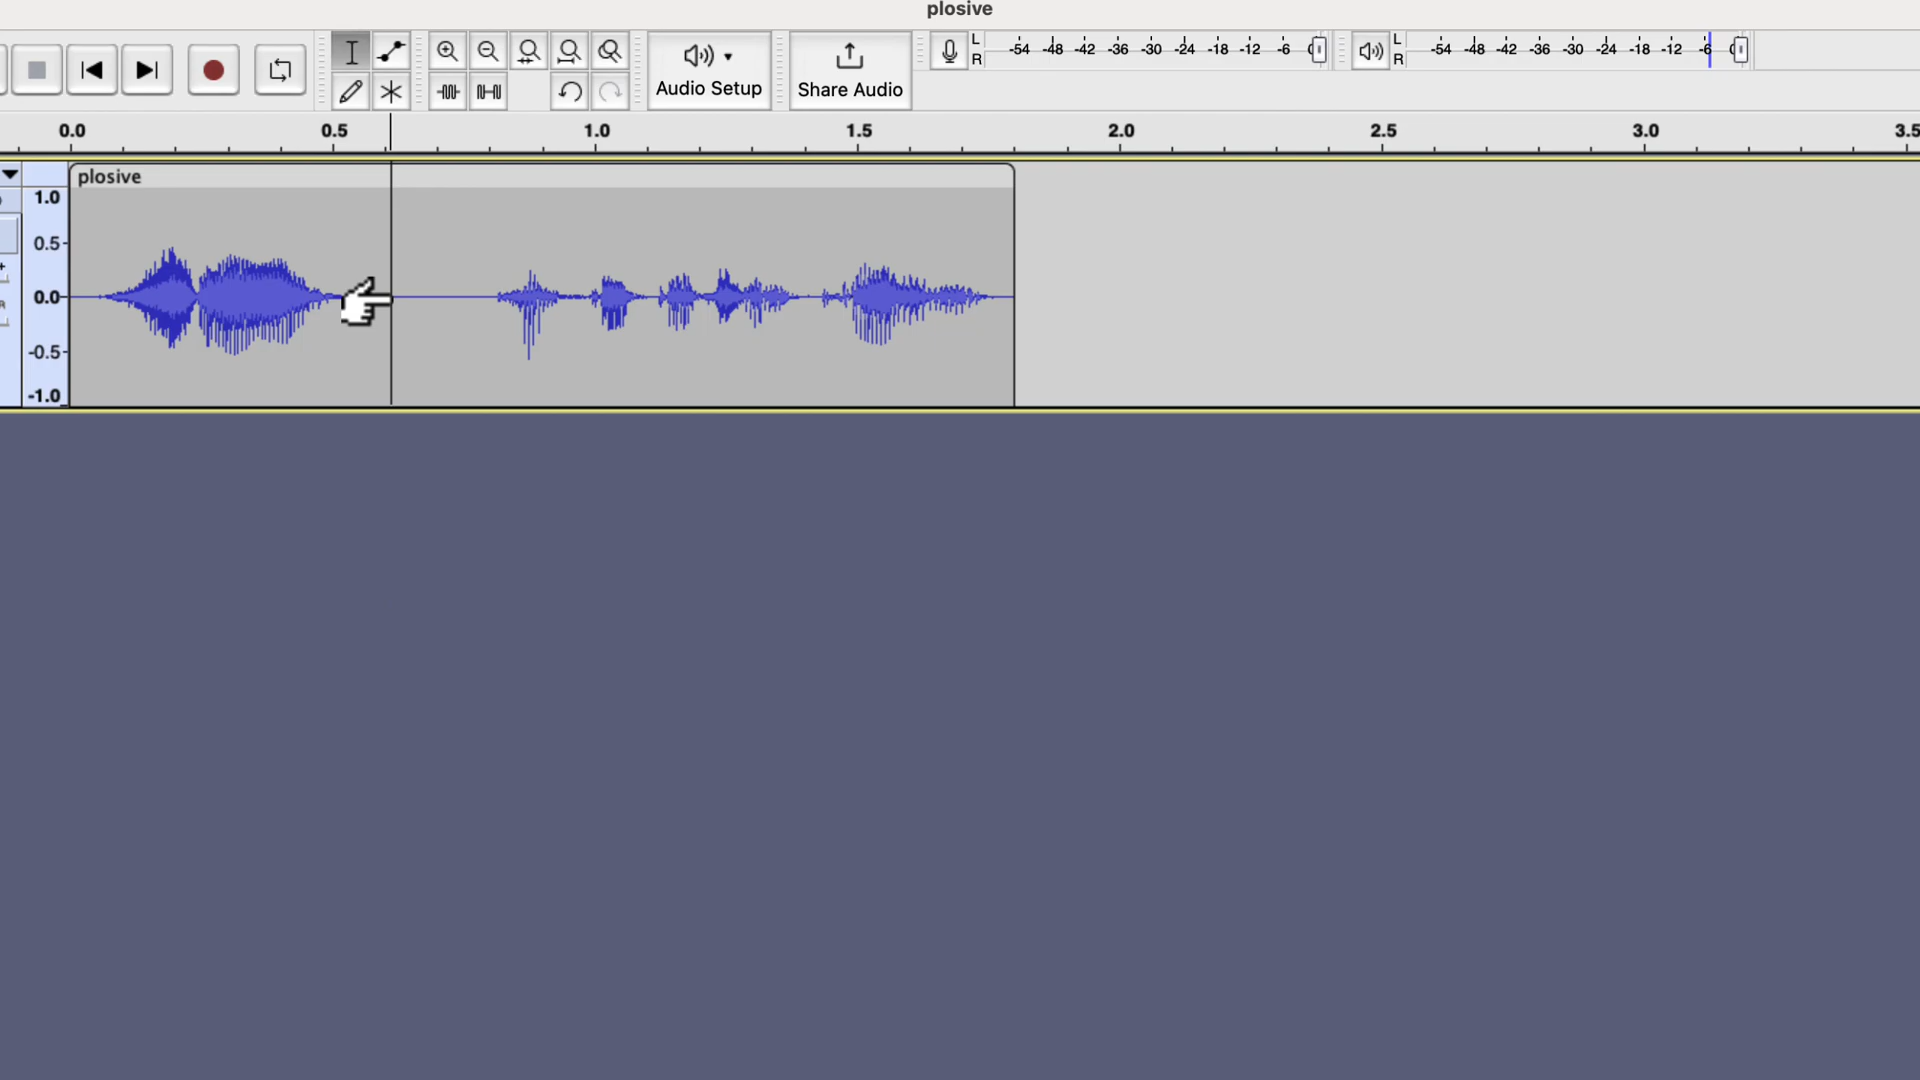 plosive
L
R
-54 -48 -42 -36 -30 -24 -18 -12 -6
L
R
-54 -48 -42 -36 -30 -24 -18 -12 -6
Audio Setup
Share Audio
0.0 0.5 1.0 1.5 2.0 2.5 3.0 3.5
plosive
1.0
0.5
0.0
-0.5
-1.0
R